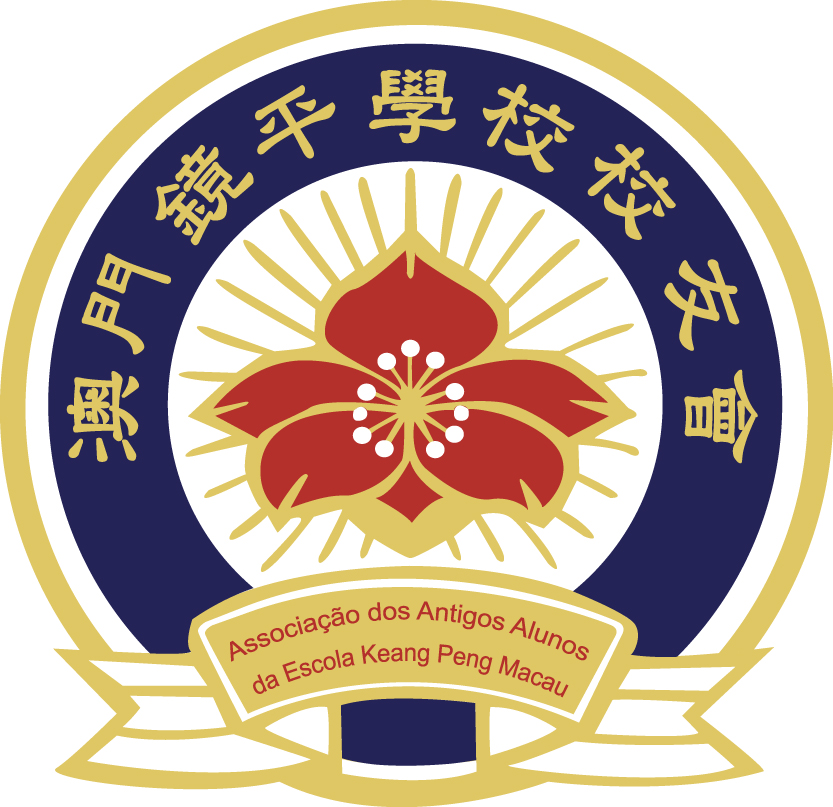 澳門鏡平學校校友會
Associação dos Antigos Alunos
da Escola Keang Peng Macau